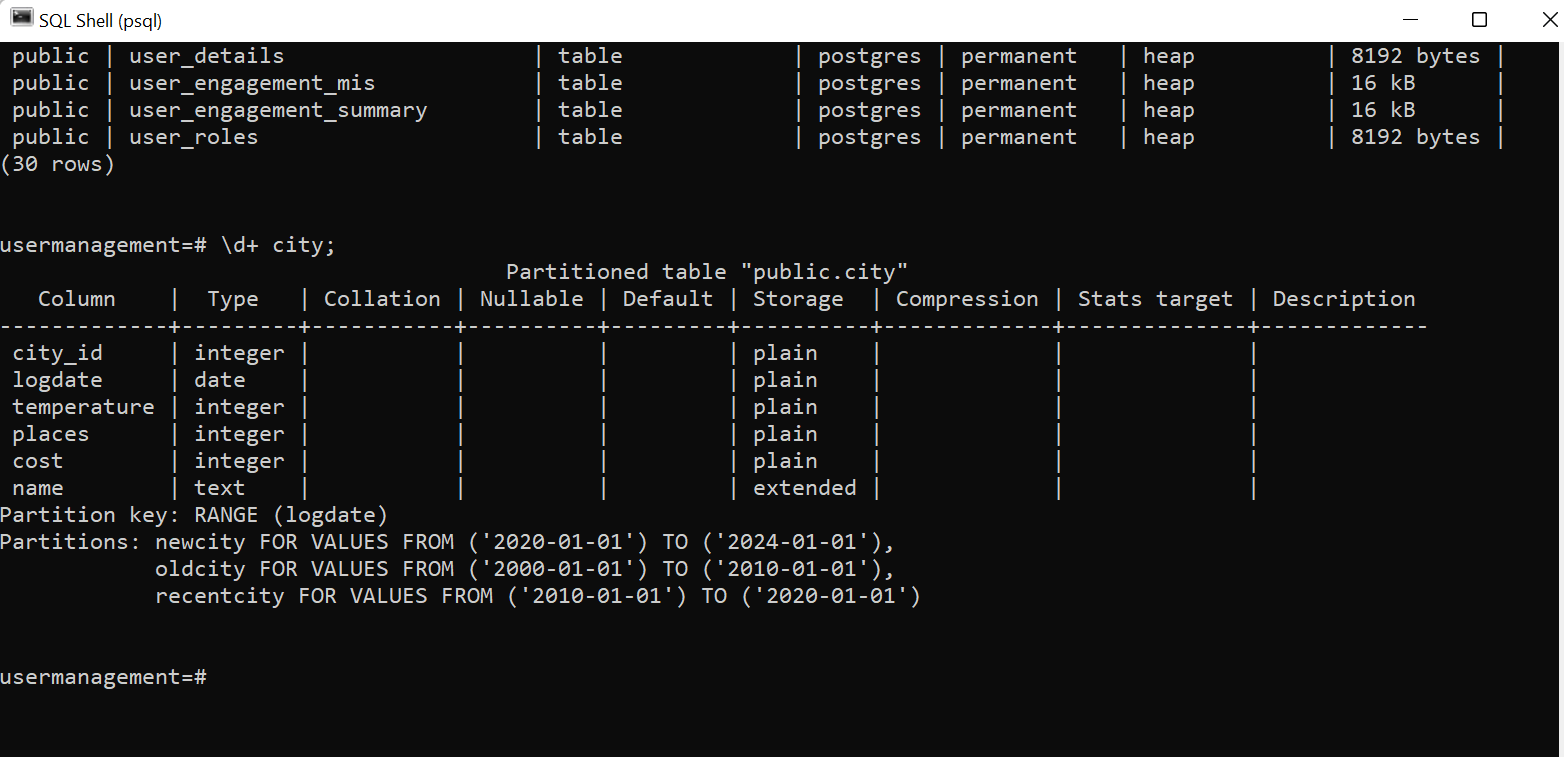 SQL Shell (psql)
 public | user_details                   | table             | postgres | permanent   | heap          | 8192 bytes |
 public | user_engagement_mis            | table             | postgres | permanent   | heap          | 16 kB      |
 public | user_engagement_summary        | table             | postgres | permanent   | heap          | 16 kB      |
 public | user_roles                     | table             | postgres | permanent   | heap          | 8192 bytes |
(30 rows)
usermanagement=# \d+ city;
                                       Partitioned table "public.city"
   Column    |  Type   | Collation | Nullable | Default | Storage  | Compression | Stats target | Description
-------------+---------+-----------+----------+---------+----------+-------------+--------------+-------------
 city_id     | integer |           |          |         | plain    |             |              |
 logdate     | date    |           |          |         | plain    |             |              |
 temperature | integer |           |          |         | plain    |             |              |
 places      | integer |           |          |         | plain    |             |              |
 cost        | integer |           |          |         | plain    |             |              |
 name        | text    |           |          |         | extended |             |              |
Partition key: RANGE (logdate)
Partitions: newcity FOR VALUES FROM ('2020-01-01') TO ('2024-01-01'),
            oldcity FOR VALUES FROM ('2000-01-01') TO ('2010-01-01'),
            recentcity FOR VALUES FROM ('2010-01-01') TO ('2020-01-01')
usermanagement=#